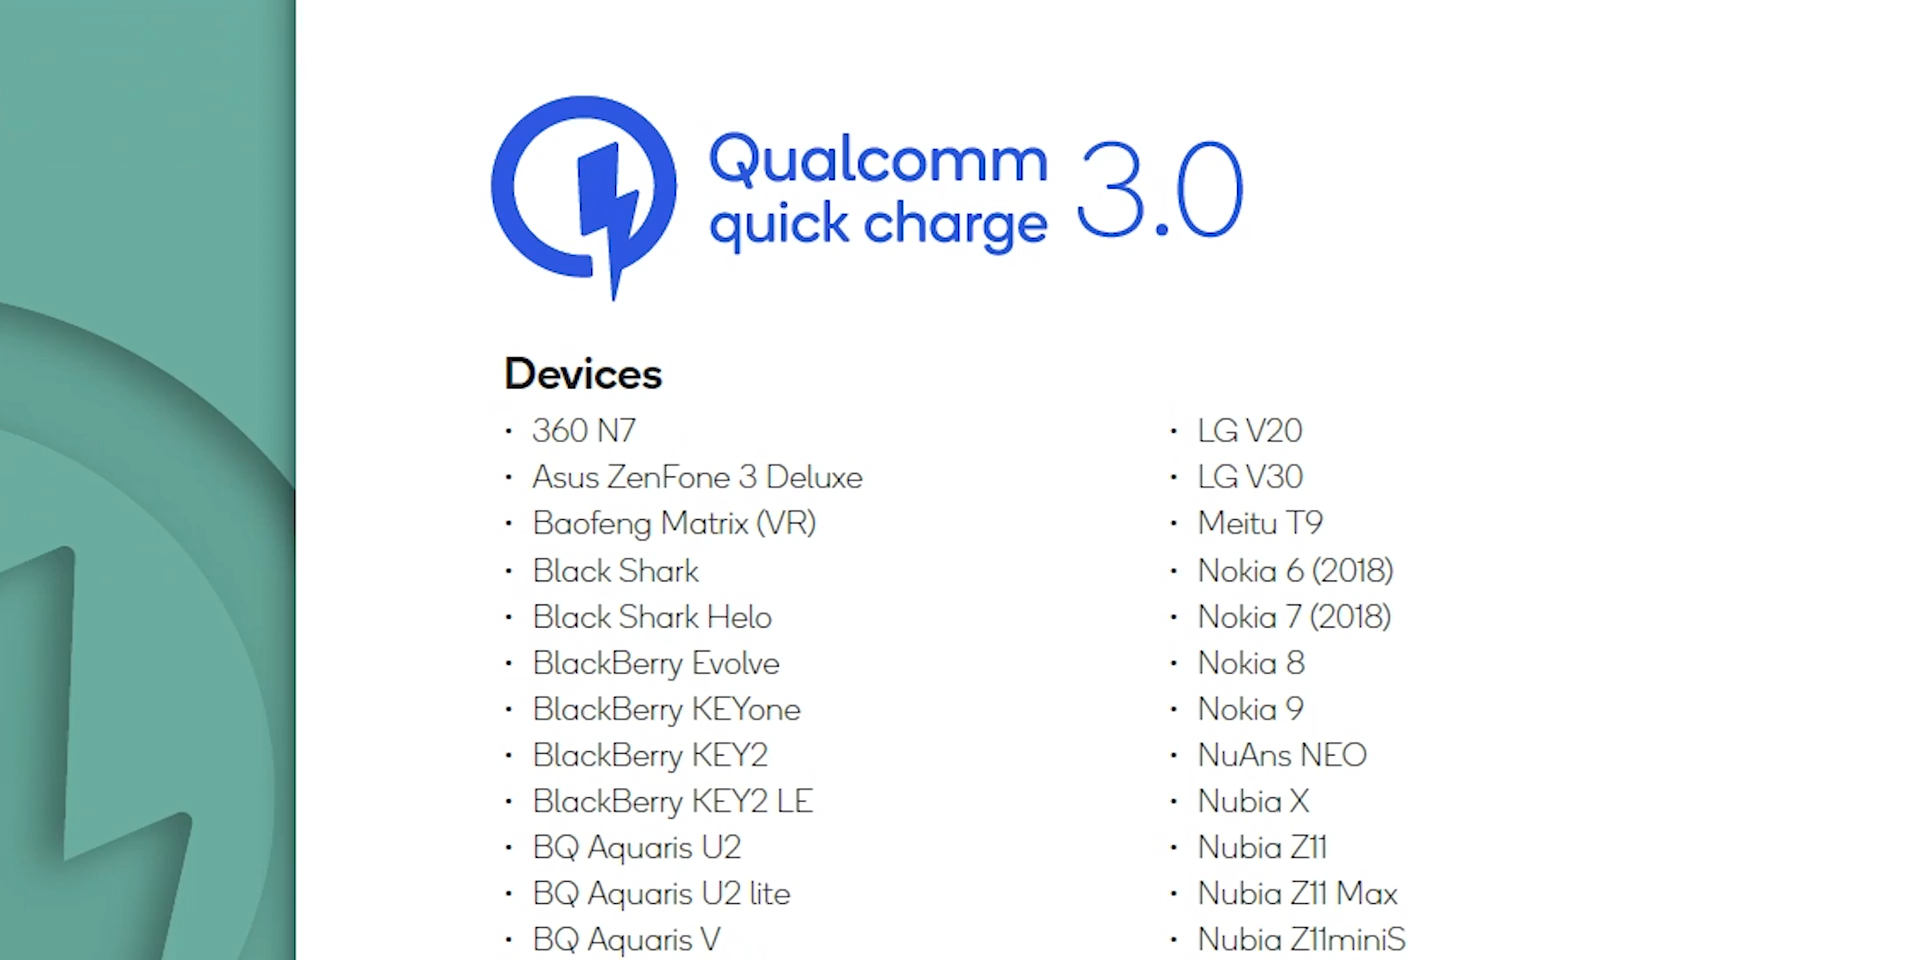 Qualcomm
quick charge 3.0
Devices
• 360 N7
• Asus ZenFone 3 Deluxe
• Baofeng Matrix (VR)
• Black Shark
• Black Shark Helo
• BlackBerry Evolve
• BlackBerry KEYone
• BlackBerry KEY2
• BlackBerry KEY2 LE
• BQ Aquaris U2
• BQ Aquaris U2 lite
• BQ Aquaris V
• LG V20
• LG V30
• Meitu T9
• Nokia 6 (2018)
• Nokia 7 (2018)
• Nokia 8
• Nokia 9
• NuAns NEO
• Nubia X
• Nubia Z11
• Nubia Z11 Max
• Nubia Z11miniS